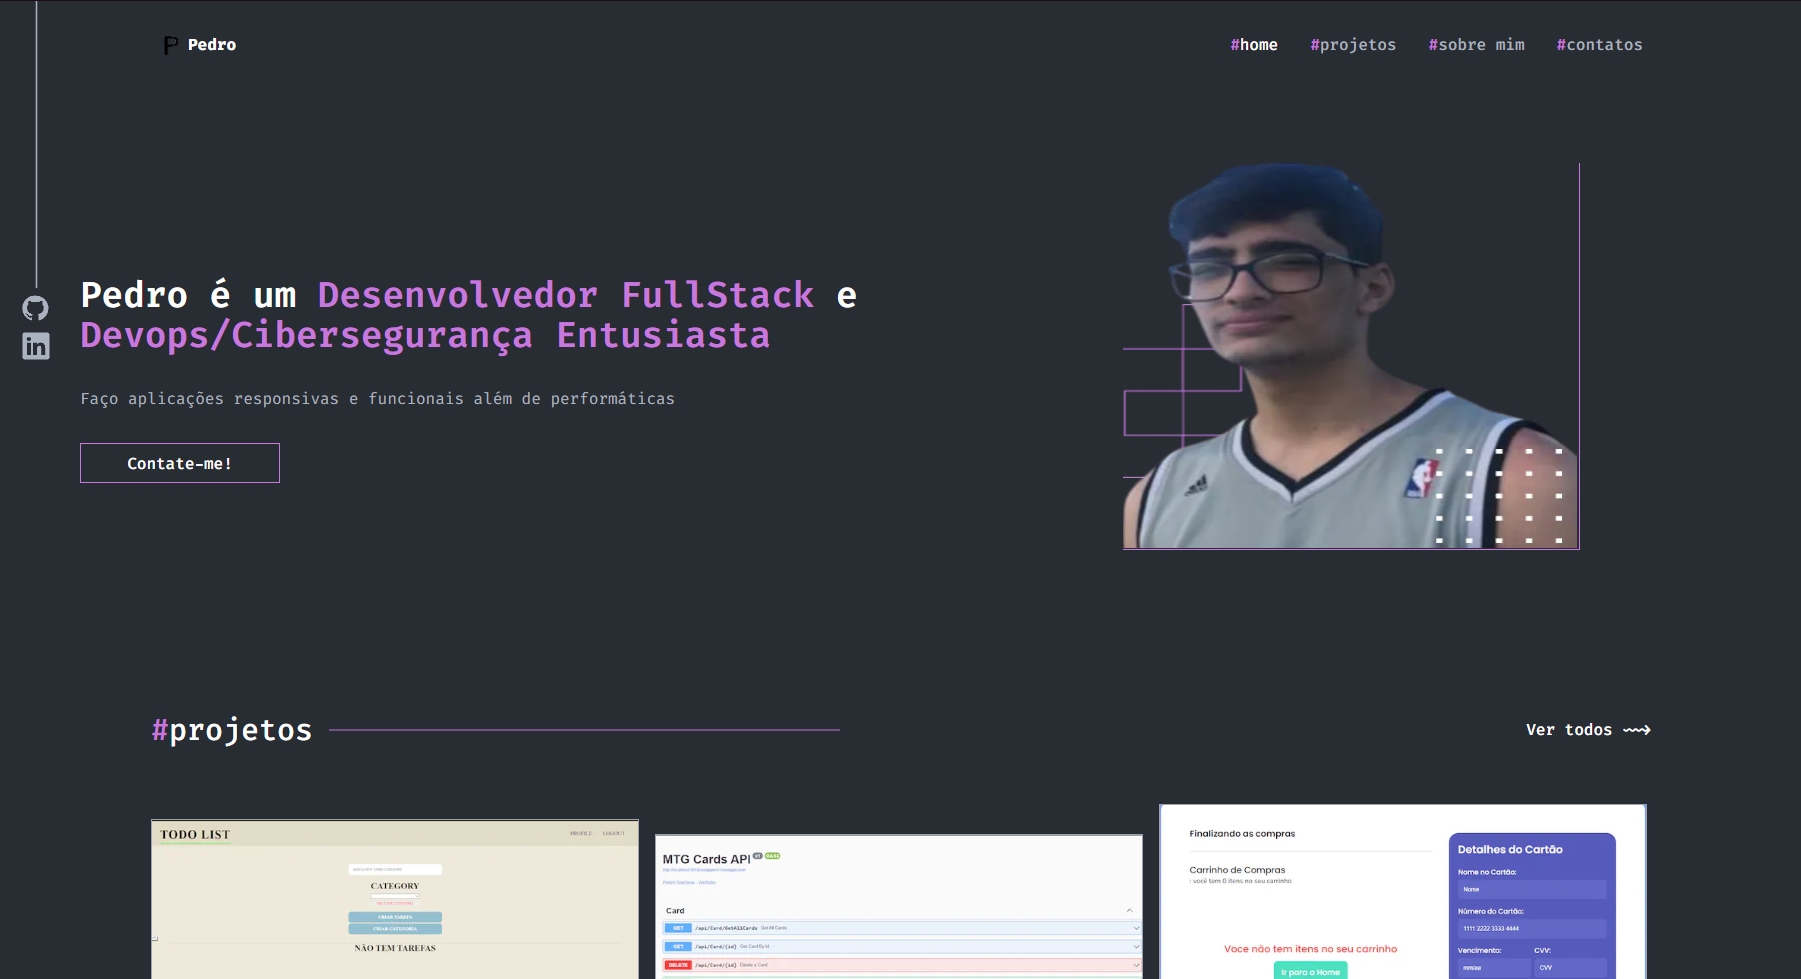 Pedro
#home
#projetos
#sobre mim
#contatos
Pedro é um Desenvolvedor FullStack e
Devops/Cibersegurança Entusiasta
Faço aplicações responsivas e funcionais além de performáticas
Contate-me!
#projetos
Ver todos
TODO LIST
PROFILE
LOGOUT
CATEGORY
CRIAR TAREFA
CRIAR CATEGORIA
NÃO TEM TAREFAS
MTG Cards API
Pedro Santana - Website
Card
GET /api/Card/GetAllCards Get All Cards
GET /api/Card/{id} Get Card By Id
DELETE /api/Card/{id} Delete a Card
Finalizando as compras
Carrinho de Compras
: você tem 0 itens no seu carrinho
Voce não tem itens no seu carrinho
Ir para a Home
Detalhes do Cartão
Nome no Cartão:
Nome
Número do Cartão:
1111 2222 3333 4444
Vencimento:
CVV:
mm/aa
CVV